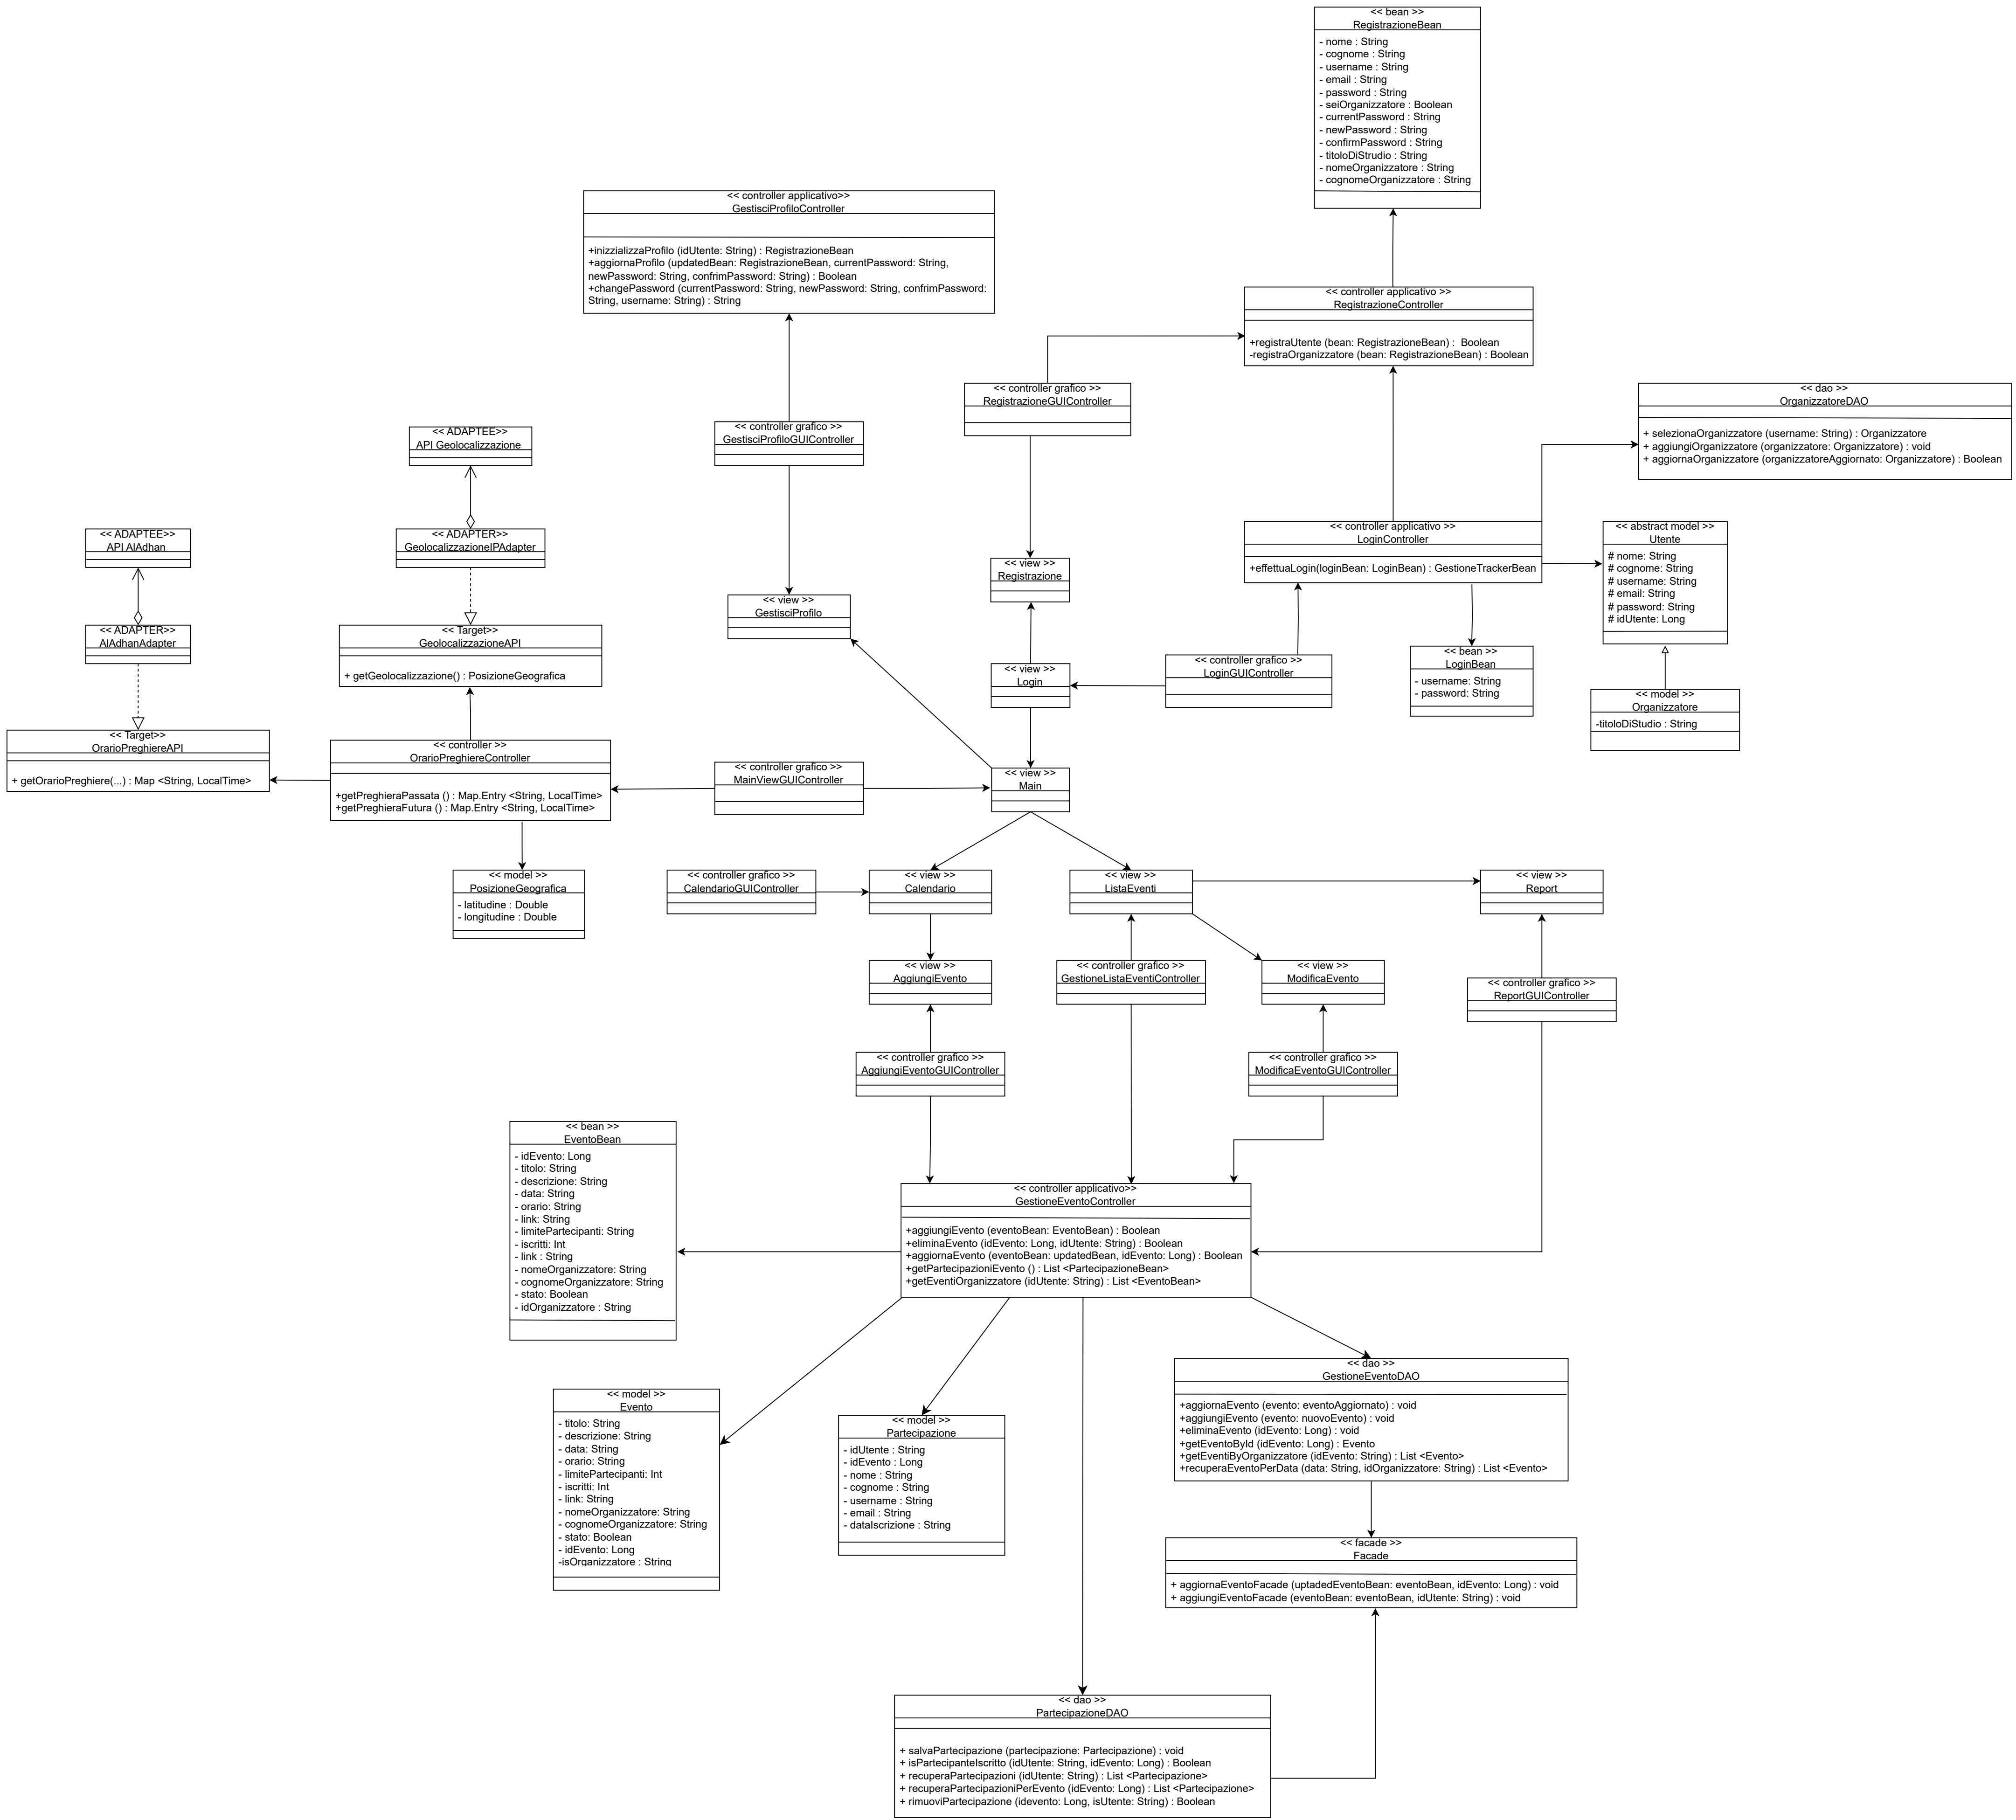 << bean >>
RegistrazioneBean
- nome : String
- cognome : String
- username : String
- email : String
- password : String
- seiOrganizzatore : Boolean
- currentPassword : String
- newPassword : String
- confirmPassword : String
- titoloDiStrudio : String
- nomeOrganizzatore : String
- cognomeOrganizzatore : String
<< controller applicativo>>
GestisciProfiloController
+inizzializzaProfilo (idUtente: String) : RegistrazioneBean
+aggiornaProfilo (updatedBean: RegistrazioneBean, currentPassword: String,
newPassword: String, confrimPassword: String) : Boolean
+changePassword (currentPassword: String, newPassword: String, confrimPassword:
String, username: String) : String
<< controller applicativo >>
RegistrazioneController
+registraUtente (bean: RegistrazioneBean) :  Boolean
-registraOrganizzatore (bean: RegistrazioneBean) : Boolean
<< controller grafico >>
RegistrazioneGUIController
<< dao >>
OrganizzatoreDAO
+ selezionaOrganizzatore (username: String) : Organizzatore
+ aggiungiOrganizzatore (organizzatore: Organizzatore) : void
+ aggiornaOrganizzatore (organizzatoreAggiornato: Organizzatore) : Boolean
<< controller grafico >>
GestisciProfiloGUIController
<< ADAPTEE>>
API Geolocalizzazione
<< ADAPTEE>>
API AlAdhan
<< ADAPTER>>
GeolocalizzazioneIPAdapter
<< controller applicativo >>
LoginController
+effettuaLogin(loginBean: LoginBean) : GestioneTrackerBean
<< abstract model >>
Utente
# nome: String
# cognome: String
# username: String
# email: String
# password: String
# idUtente: Long
<< view >>
Registrazione
<< view >>
GestisciProfilo
<< ADAPTER>>
AlAdhanAdapter
<< Target>>
GeolocalizzazioneAPI
+ getGeolocalizzazione() : PosizioneGeografica
<< view >>
Login
<< controller grafico >>
LoginGUIController
<< bean >>
LoginBean
- username: String
- password: String
<< model >>
Organizzatore
-titoloDiStudio : String
<< Target>>
OrarioPreghiereAPI
+ getOrarioPreghiere(...) : Map <String, LocalTime>
<< controller >>
OrarioPreghiereController
+getPreghieraPassata () : Map.Entry <String, LocalTime>
+getPreghieraFutura () : Map.Entry <String, LocalTime>
<< controller grafico >>
MainViewGUIController
<< view >>
Main
<< model >>
PosizioneGeografica
- latitudine : Double
- longitudine : Double
<< controller grafico >>
CalendarioGUIController
<< view >>
Calendario
<< view >>
ListaEventi
<< view >>
Report
<< view >>
AggiungiEvento
<< controller grafico >>
GestioneListaEventiController
<< view >>
ModificaEvento
<< controller grafico >>
ReportGUIController
<< controller grafico >>
AggiungiEventoGUIController
<< controller grafico >>
ModificaEventoGUIController
<< bean >>
EventoBean
- idEvento: Long
- titolo: String
- descrizione: String
- data: String
- orario: String
- link: String
- limitePartecipanti: String
- iscritti: Int
- link : String
- nomeOrganizzatore: String
- cognomeOrganizzatore: String
- stato: Boolean
- idOrganizzatore : String
<< controller applicativo>>
GestioneEventoController
+aggiungiEvento (eventoBean: EventoBean) : Boolean
+eliminaEvento (idEvento: Long, idUtente: String) : Boolean
+aggiornaEvento (eventoBean: updatedBean, idEvento: Long) : Boolean
+getPartecipazioniEvento () : List <PartecipazioneBean>
+getEventiOrganizzatore (idUtente: String) : List <EventoBean>
<< model >>
Evento
- titolo: String
- descrizione: String
- data: String
- orario: String
- limitePartecipanti: Int
- iscritti: Int
- link: String
- nomeOrganizzatore: String
- cognomeOrganizzatore: String
- stato: Boolean
- idEvento: Long
-isOrganizzatore : String
<< model >>
Partecipazione
- idUtente : String
- idEvento : Long
- nome : String
- cognome : String
- username : String
- email : String
- dataIscrizione : String
<< dao >>
GestioneEventoDAO
+aggiornaEvento (evento: eventoAggiornato) : void
+aggiungiEvento (evento: nuovoEvento) : void
+eliminaEvento (idEvento: Long) : void
+getEventoById (idEvento: Long) : Evento
+getEventiByOrganizzatore (idEvento: String) : List <Evento>
+recuperaEventoPerData (data: String, idOrganizzatore: String) : List <Evento>
<< facade >>
Facade
+ aggiornaEventoFacade (uptadedEventoBean: eventoBean, idEvento: Long) : void
+ aggiungiEventoFacade (eventoBean: eventoBean, idUtente: String) : void
<< dao >>
PartecipazioneDAO
+ salvaPartecipazione (partecipazione: Partecipazione) : void
+ isPartecipanteIscritto (idUtente: String, idEvento: Long) : Boolean
+ recuperaPartecipazioni (idUtente: String) : List <Partecipazione>
+ recuperaPartecipazioniPerEvento (idEvento: Long) : List <Partecipazione>
+ rimuoviPartecipazione (idevento: Long, isUtente: String) : Boolean